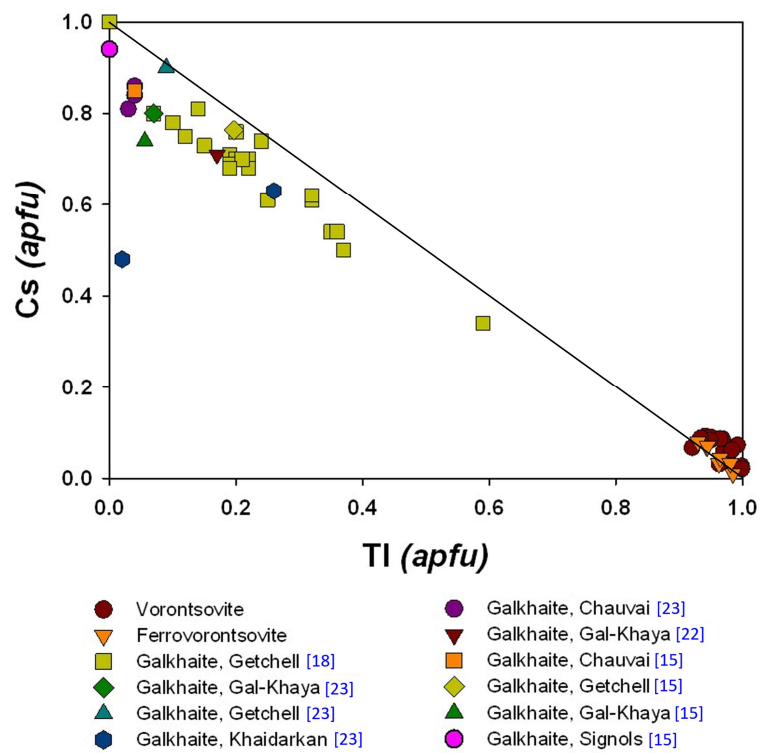 1.0
0.8
0.6
0.4
0.2
0.0
Cs (apfu)
0.0 0.2 0.4 0.6 0.8 1.0
Tl (apfu)
Vorontsovite
Ferrovorontsovite
Galkhaite, Getchell [18]
Galkhaite, Gal-Khaya [23]
Galkhaite, Getchell [23]
Galkhaite, Khaidarkan [23]
Galkhaite, Chauvai [23]
Galkhaite, Gal-Khaya [22]
Galkhaite, Chauvai [15]
Galkhaite, Getchell [15]
Galkhaite, Gal-Khaya [15]
Galkhaite, Signols [15]